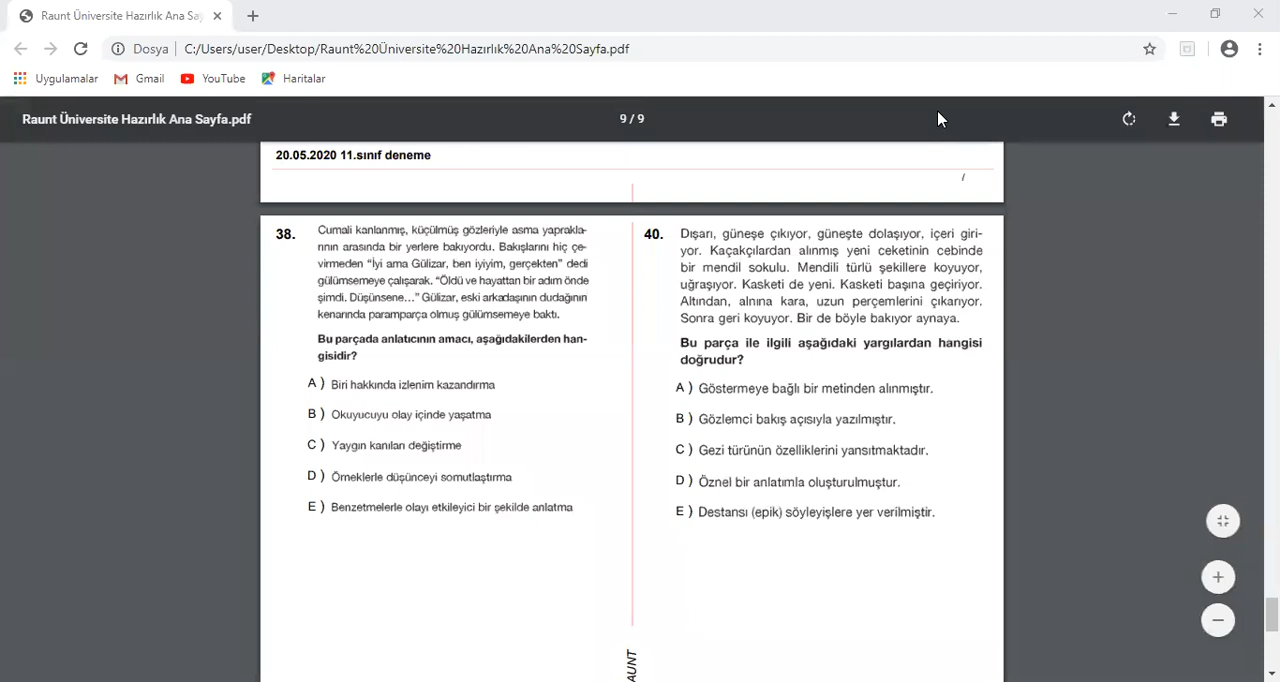 Raunt Üniversite Hazırlık Ana Say
Dosya
C:/Users/user/Desktop/Raunt%20Üniversite%20Hazırlık%20Ana%20Sayfa.pdf
Uygulamalar
Gmail
YouTube
Haritalar
Raunt Üniversite Hazırlık Ana Sayfa.pdf
9 / 9
20.05.2020 11.sınıf deneme
/
38.
Cumali kanlanmış, küçülmüş gözleriyle asma yaprakla-
rının arasında bir yerlere bakıyordu. Bakışlarını hiç çe-
virmeden “İyi ama Gülizar, ben iyiyim, gerçekten” dedi
gülümsemeye çalışarak. “Öldü ve hayattan bir adım önde
şimdi. Düşünsene...” Gülizar, eski arkadaşının dudağının
kenarında paramparça olmuş gülümsemeye baktı.
Bu parçada anlatıcının amacı, aşağıdakilerden han-
gisidir?
A ) Biri hakkında izlenim kazandırma
B ) Okuyucuyu olay içinde yaşatma
C ) Yaygın kanıları değiştirme
D ) Örneklerle düşünceyi somutlaştırma
E ) Benzetmelerle olayı etkileyici bir şekilde anlatma
40.
Dışarı, güneşe çıkıyor, güneşte dolaşıyor, içeri giri-
yor. Kaçakçılardan alınmış yeni ceketinin cebinde
bir mendil sokulu. Mendili türlü şekillere koyuyor,
uğraşıyor. Kasketi de yeni. Kasketi başına geçiriyor.
Altından, alnına kara, uzun perçemlerini çıkarıyor.
Sonra geri koyuyor. Bir de böyle bakıyor aynaya.
Bu parça ile ilgili aşağıdaki yargılardan hangisi
doğrudur?
A ) Göstermeye bağlı bir metinden alınmıştır.
B ) Gözlemci bakış açısıyla yazılmıştır.
C ) Gezi türünün özelliklerini yansıtmaktadır.
D ) Öznel bir anlatımla oluşturulmuştur.
E ) Destansı (epik) söyleyişlere yer verilmiştir.
AUNT